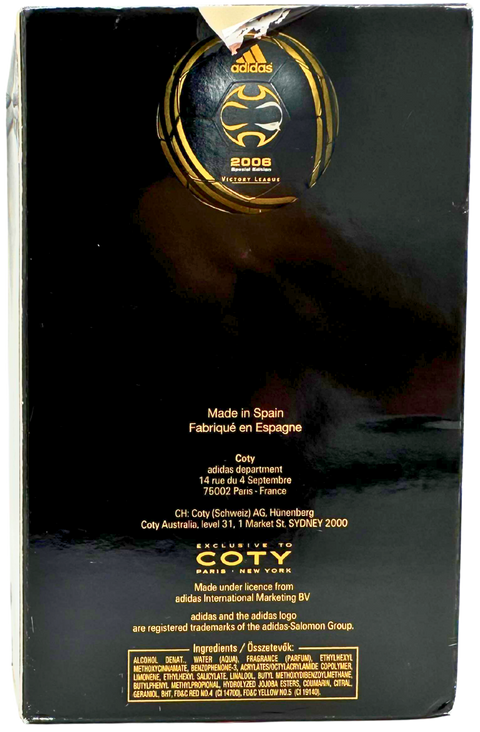 adidas
2006
Special Edition
VICTORY LEAGUE
Made in Spain
Fabriqué en Espagne
Coty
adidas department
14 rue du 4 Septembre
75002 Paris - France
CH: Coty (Schweiz) AG, Hünenberg
Coty Australia, level 31, 1 Market St. SYDNEY 2000
EXCLUSIVE TO
COTY
PARIS · NEW YORK
Made under licence from
adidas International Marketing BV
adidas and the adidas logo
are registered trademarks of the adidas-Salomon Group.
Ingredients / Összetevők:
ALCOHOL DENAT., WATER (AQUA), FRAGRANCE (PARFUM), ETHYLHEXYL
METHOXYCINNAMATE, BENZOPHENONE-3, ACRYLATES/OCTYLACRYLAMIDE COPOLYMER,
LIMONENE, ETHYLHEXYL SALICYLATE, LINALOOL, BUTYL METHOXYDIBENZOYLMETHANE,
BUTYLPHENYL METHYLPROPIONAL, HYDROLYZED JOJOBA ESTERS, COUMARIN, CITRAL,
GERANIOL, BHT, FD&C RED NO.4 (CI 14700), FD&C YELLOW NO.5 (CI 19140).